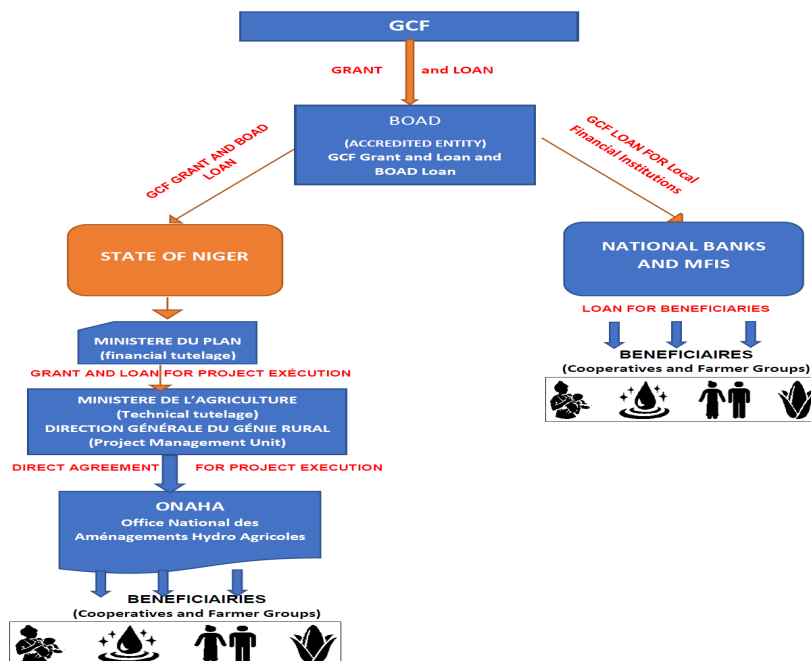 GCF
GRANT and LOAN
BOAD
(ACCREDITED ENTITY)
GCF Grant and Loan and
BOAD Loan
GCF GRANT AND BOAD
LOAN
GCF LOAN FOR Local
Financial Institutions
STATE OF NIGER
NATIONAL BANKS
AND MFIS
LOAN FOR BENEFICIARIES
BENEFICIAIRES
(Cooperatives and Farmer Groups)
MINISTERE DU PLAN
(financial tutelage)
GRANT AND LOAN FOR PROJECT EXÉCUTION
MINISTERE DE L'AGRICULTURE
(Technical tutelage)
DIRECTION GÉNÉRALE DU GÉNIE RURAL
(Project Management Unit)
DIRECT AGREEMENT FOR PROJECT EXECUTION
ONAHA
Office National des
Aménagements Hydro Agricoles
BENEFICIAIRIES
(Cooperatives and Farmer Groups)